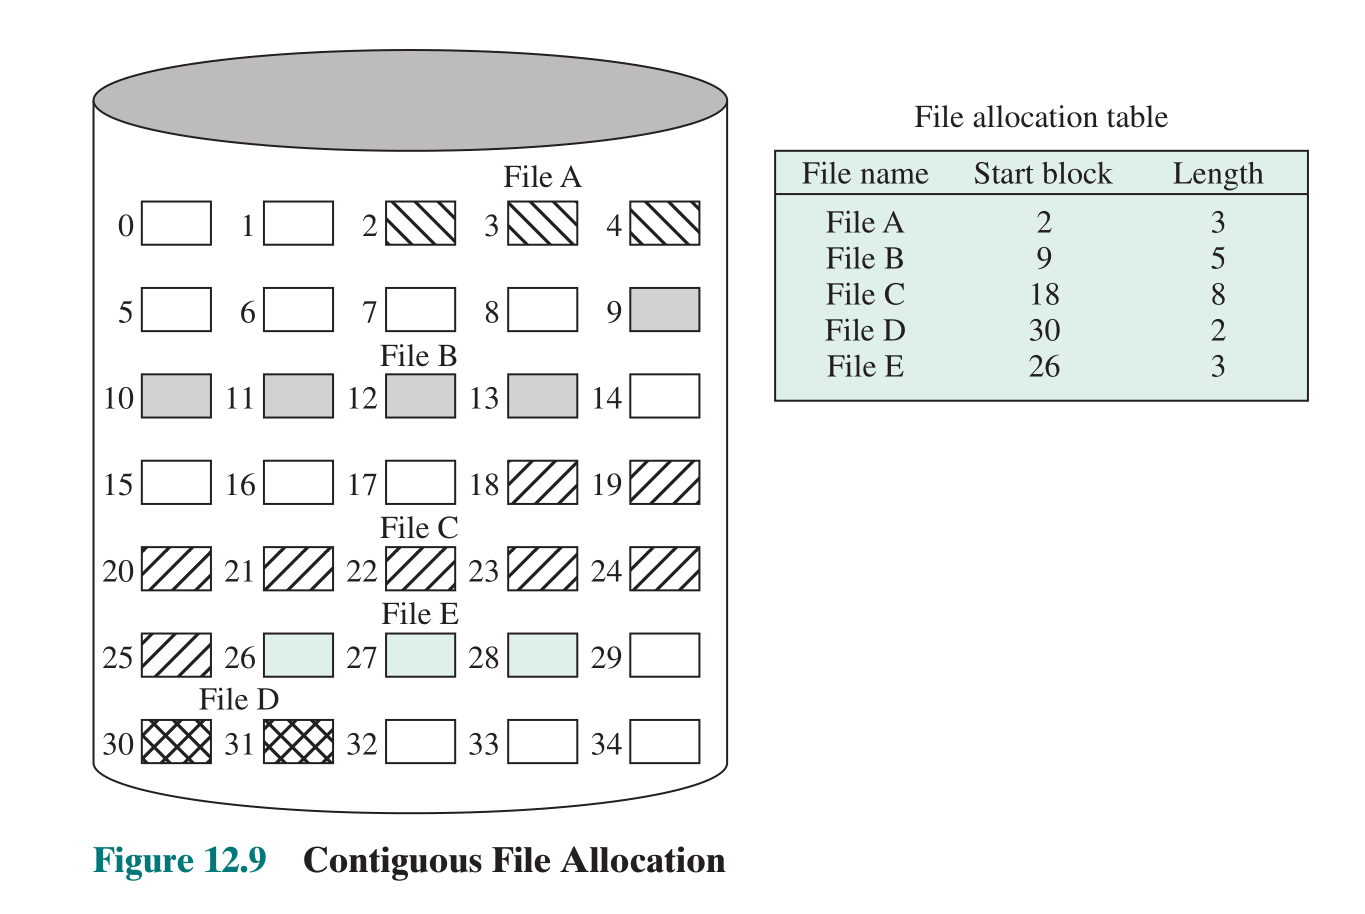 File A
0 1 2 3 4
5 6 7 8 9
File B
10 11 12 13 14
15 16 17 18 19
File C
20 21 22 23 24
File E
25 26 27 28 29
File D
30 31 32 33 34
File allocation table
File name Start block Length
File A 2 3
File B 9 5
File C 18 8
File D 30 2
File E 26 3
Figure 12.9 Contiguous File Allocation